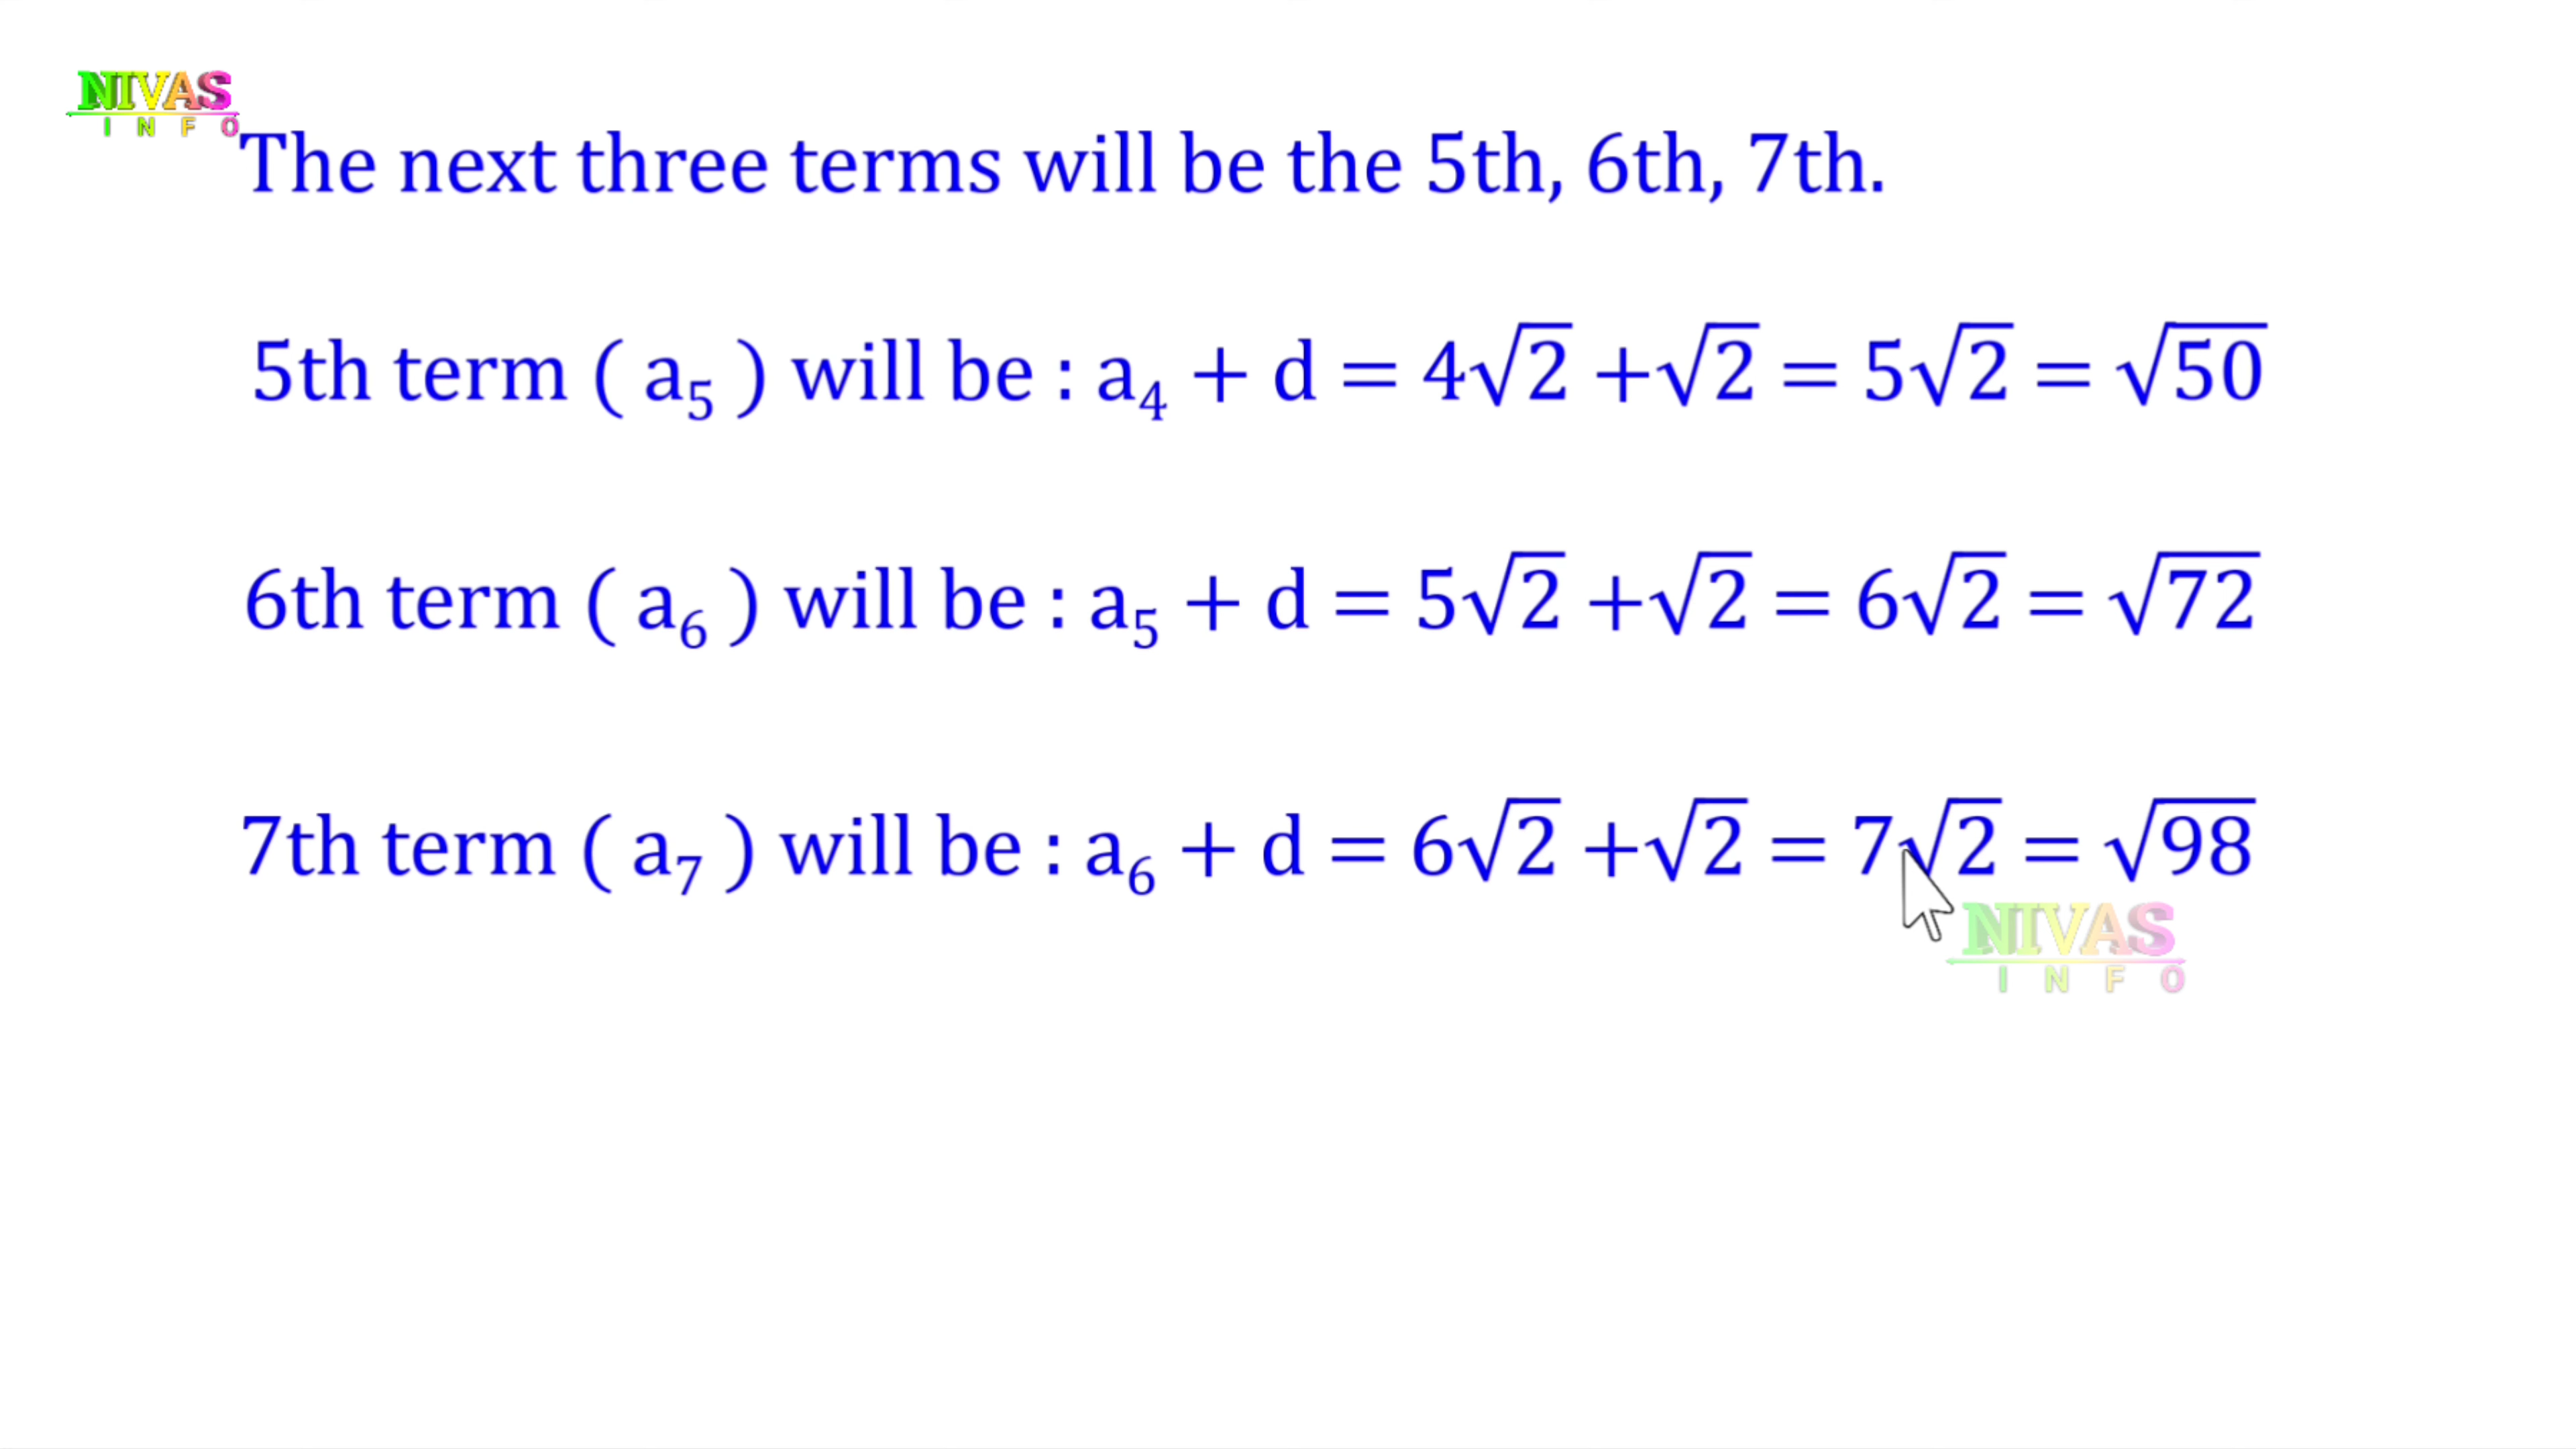 NIVAS
INFO
The next three terms will be the 5th, 6th, 7th.
5th term ( a₅ ) will be : a₄ + d = 4√2 +√2 = 5√2 = √50
6th term ( a₆ ) will be : a₅ + d = 5√2 +√2 = 6√2 = √72
7th term ( a₇ ) will be : a₆ + d = 6√2 +√2 = 7√2 = √98
NIVAS
INFO